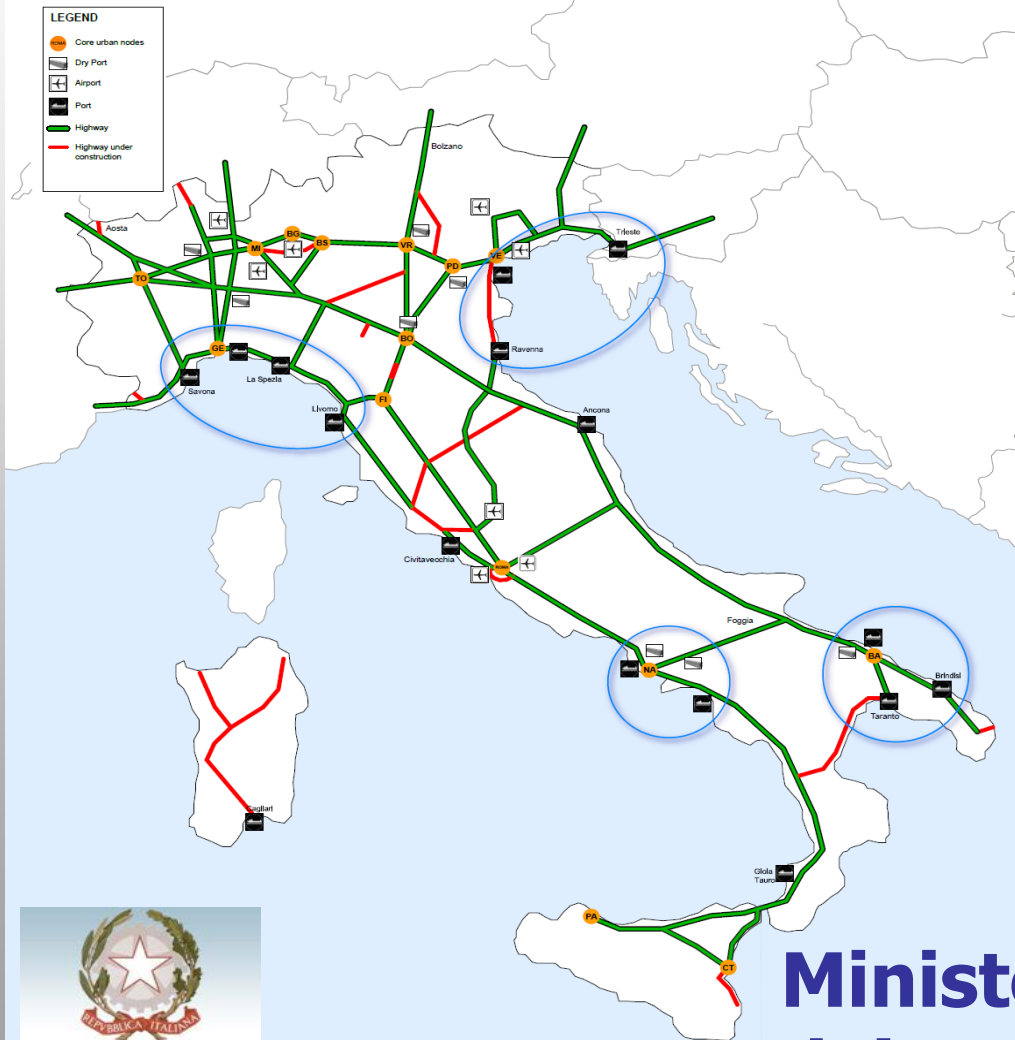 LEGEND
ROMA Core urban nodes
Dry Port
Airport
Port
Highway
Highway under
construction
Bolzano
Aosta
Trieste
BG
MI
BS
VR
VE
PD
TO
BO
GE
Ravenna
La Spezia
Savona
FI
Livorno
Ancona
Civitavecchia
ROMA
Foggia
NA
BA
Brindisi
Taranto
Cagliari
Gioia
Tauro
PA
CT
REPVBBLICA ITALIANA
Ministe